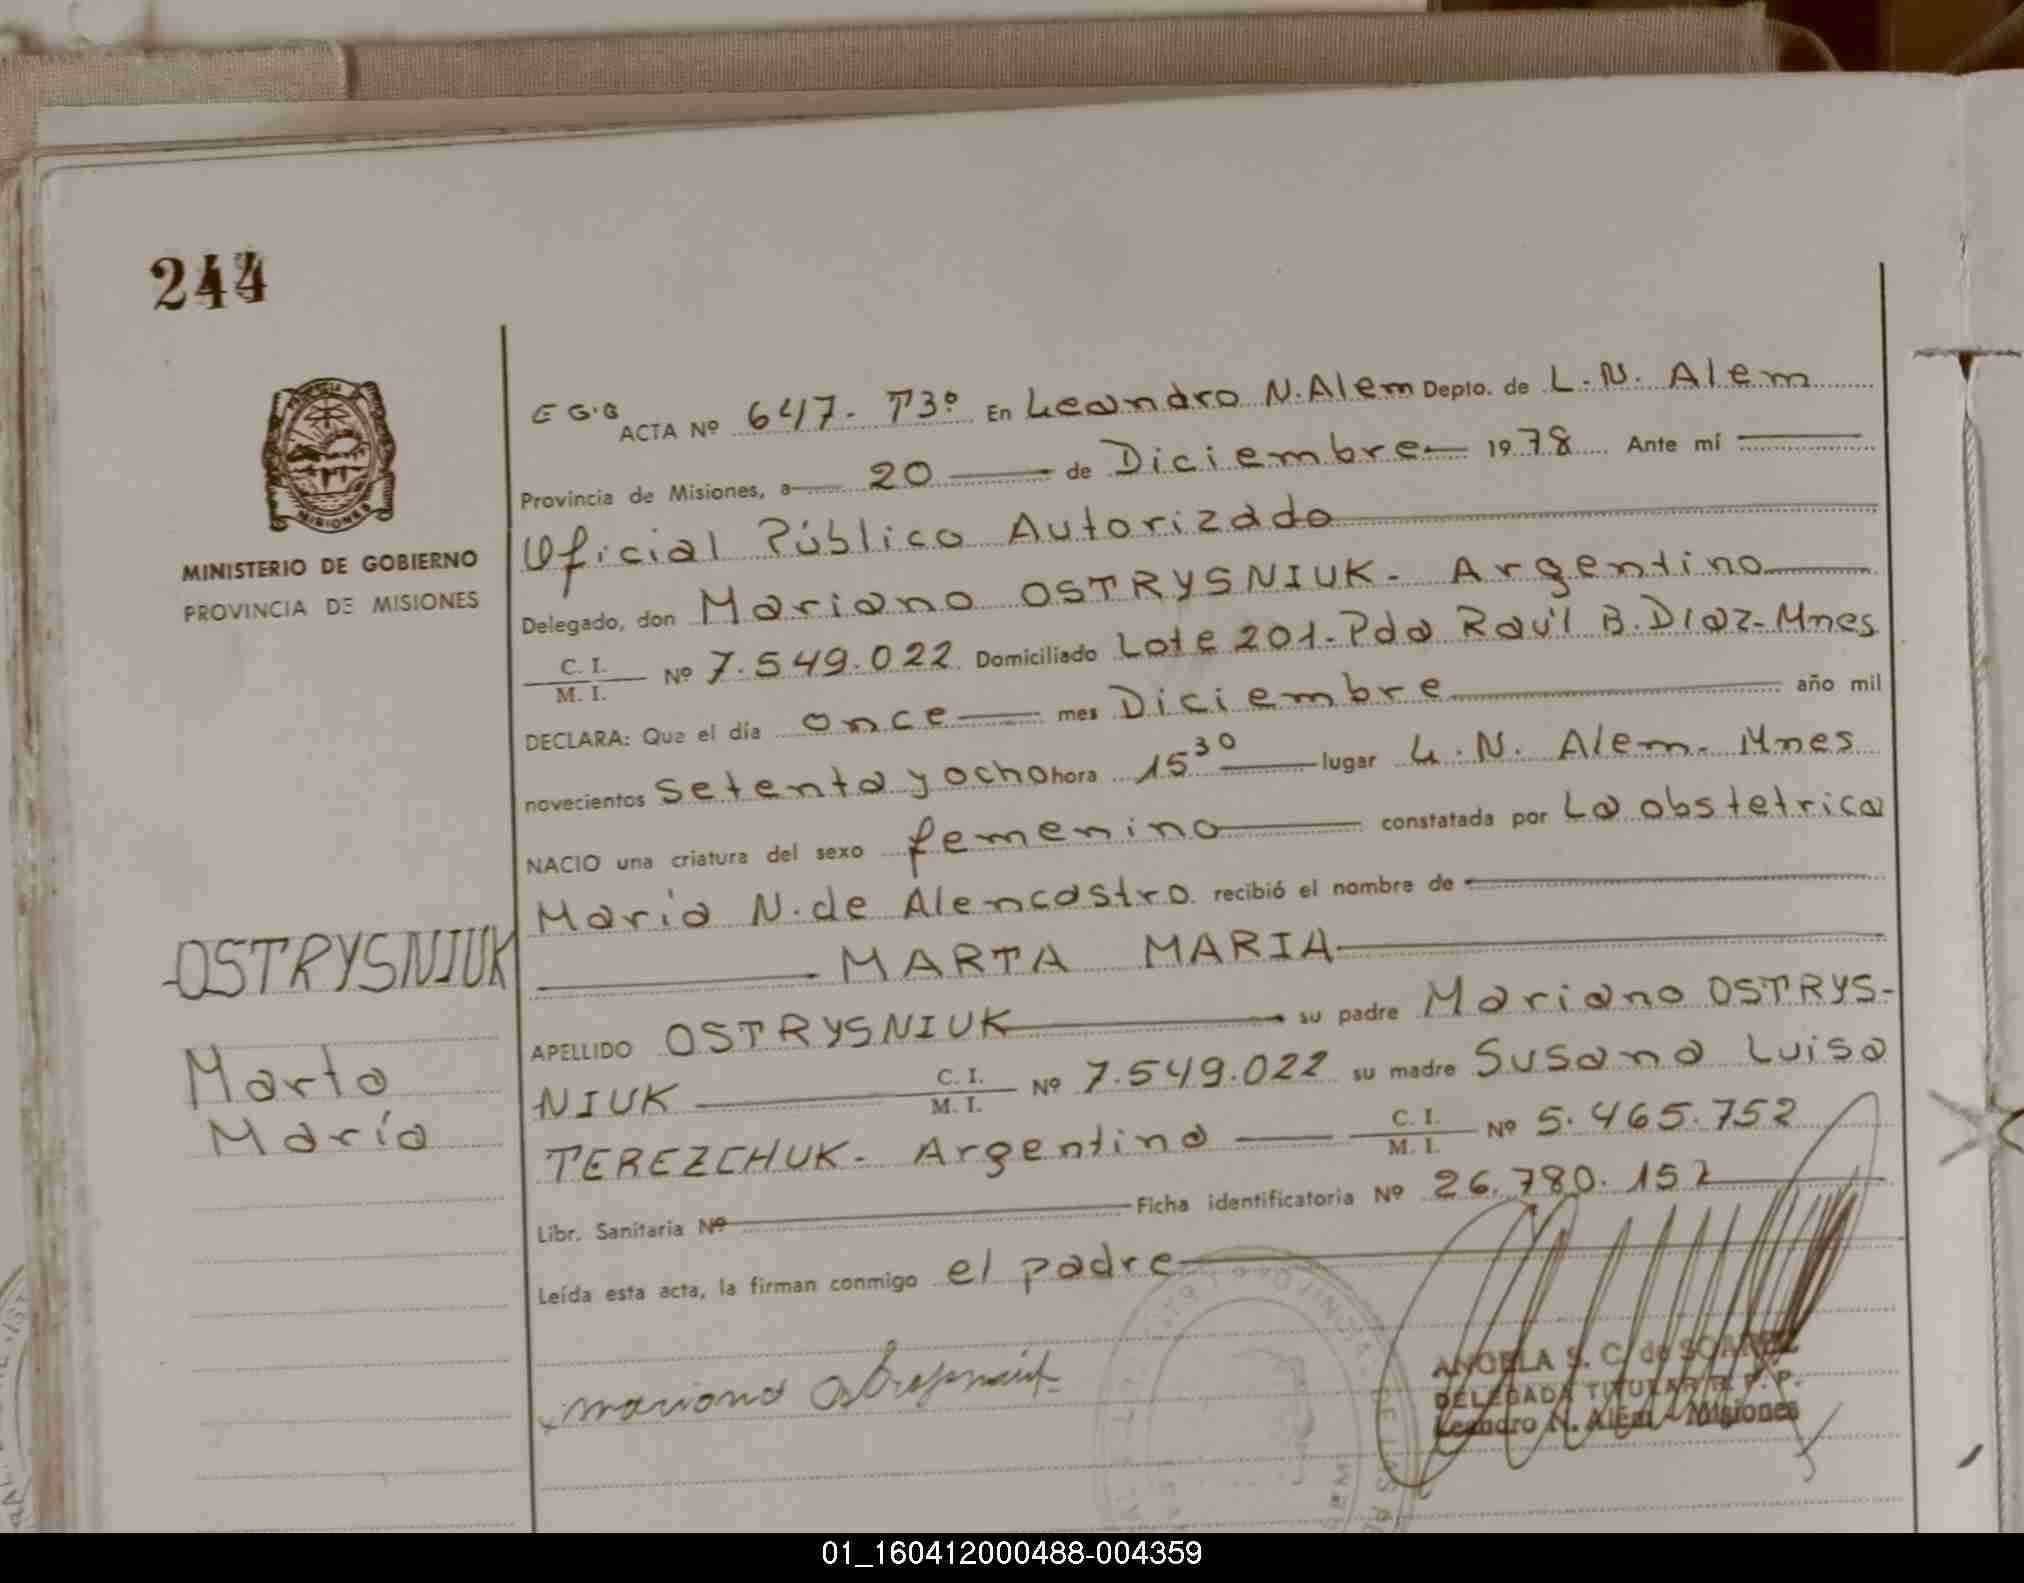 244
MINISTERIO DE GOBIERNO
PROVINCIA DE MISIONES
E G.G ACTA Nº 647. T3º En Leandro N. Alem Depto. de L. N. Alem
Provincia de Misiones, a 20 de Diciembre 1978 Ante mí
Oficial Público Autorizado
Delegado, don Mariano OSTRYSNIUK. Argentino
C. I.
M. I. Nº 7.549.022 Domiciliado Lote 201-Pda Raúl B. Diaz-Mnes
DECLARA: Que el día once mes Diciembre año mil
novecientos setenta y ocho hora 15 30 lugar L. N. Alem. Mnes
NACIO una criatura del sexo femenino constatada por La obstetrica
María N. de Alencastro recibió el nombre de
MARTA MARIA
OSTRYSNIUK
Marta
María
APELLIDO OSTRYSNIUK su padre Mariano OSTRYS-
NIUK C. I. M. I. Nº 7.549.022 su madre Susana Luisa
TEREZCHUK. Argentina C. I. M. I. Nº 5.465.752
Libr. Sanitaria Nº Ficha identificatoria Nº 26.780.152
Leída esta acta, la firman conmigo el padre
Mariano
ANGELA S. C. de SOAREZ
DELEGADA TITULAR R. P. P.
Leandro N. Alem - Misiones
01_160412000488-004359